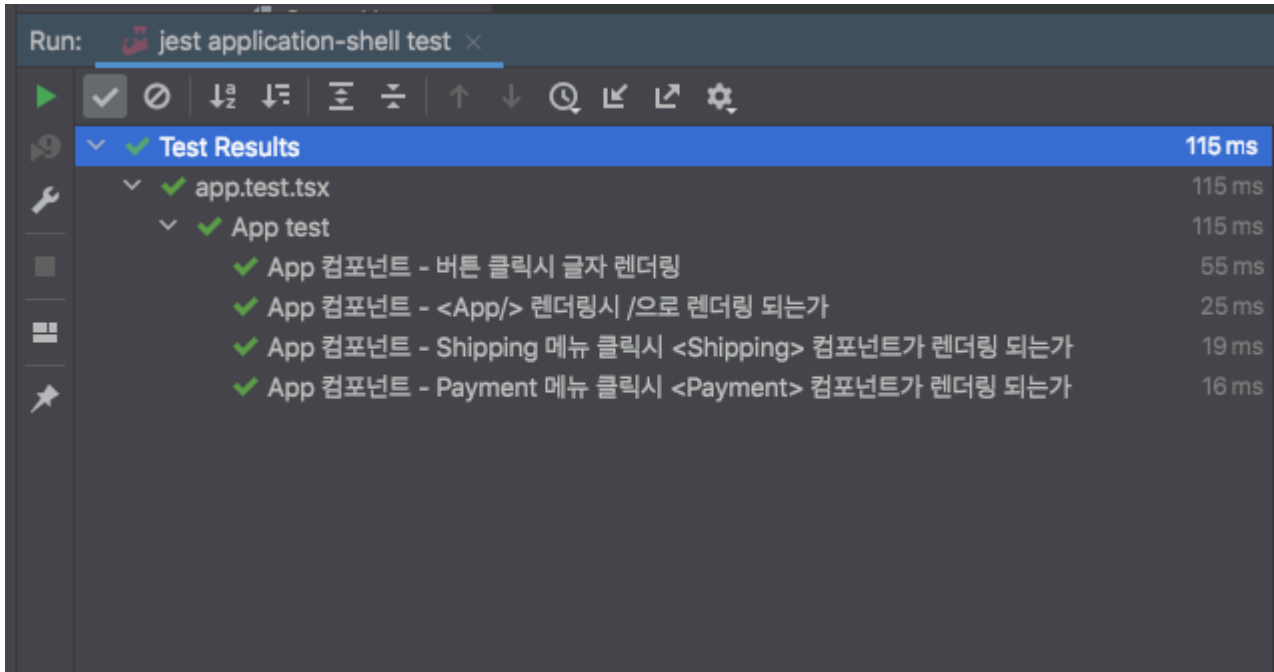 Run: jest application-shell test
Test Results 115 ms
app.test.tsx 115 ms
App test 115 ms
App 컴포넌트 - 버튼 클릭시 글자 렌더링 55 ms
App 컴포넌트 - <App/> 렌더링시 /으로 렌더링 되는가 25 ms
App 컴포넌트 - Shipping 메뉴 클릭시 <Shipping> 컴포넌트가 렌더링 되는가 19 ms
App 컴포넌트 - Payment 메뉴 클릭시 <Payment> 컴포넌트가 렌더링 되는가 16 ms